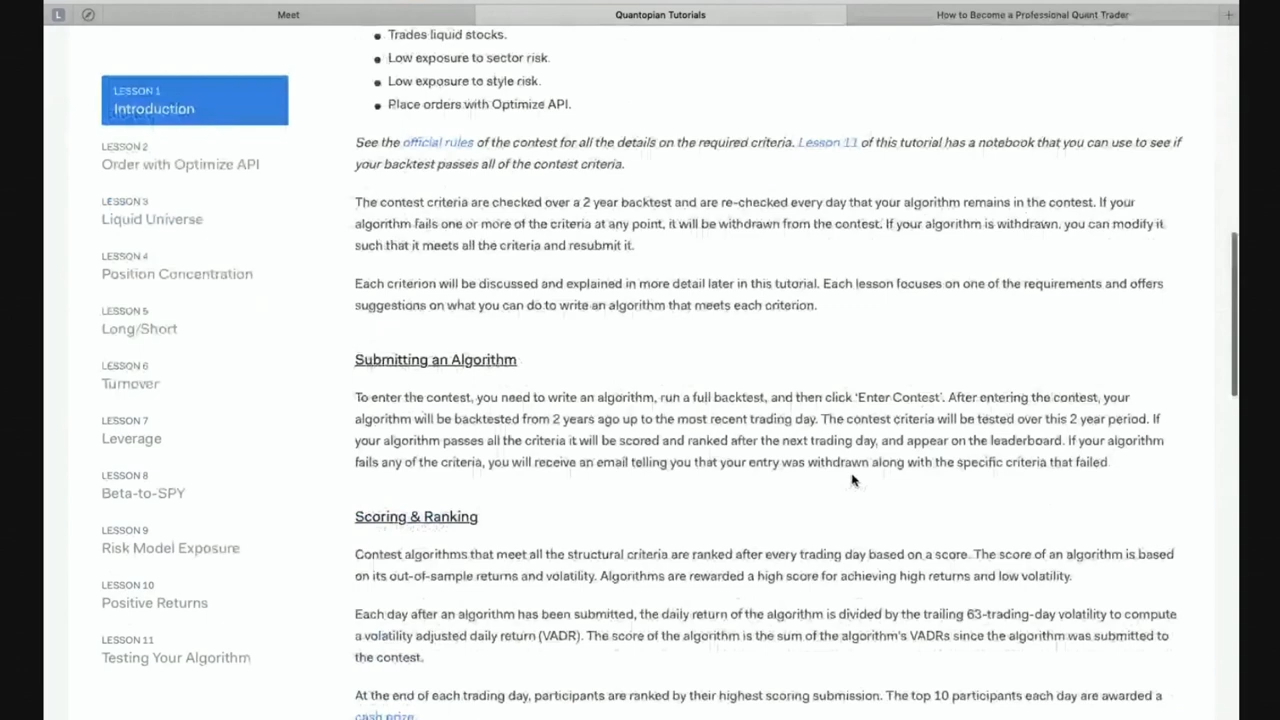 L
Meet
Quantopian Tutorials
How to Become a Professional Quant Trader
+
Trades liquid stocks.
Low exposure to sector risk.
Low exposure to style risk.
Place orders with Optimize API.
See the official rules of the contest for all the details on the required criteria. Lesson 11 of this tutorial has a notebook that you can use to see if
your backtest passes all of the contest criteria.
The contest criteria are checked over a 2 year backtest and are re-checked every day that your algorithm remains in the contest. If your
algorithm fails one or more of the criteria at any point, it will be withdrawn from the contest. If your algorithm is withdrawn, you can modify it
such that it meets all the criteria and resubmit it.
Each criterion will be discussed and explained in more detail later in this tutorial. Each lesson focuses on one of the requirements and offers
suggestions on what you can do to write an algorithm that meets each criterion.
Submitting an Algorithm
To enter the contest, you need to write an algorithm, run a full backtest, and then click ‘Enter Contest’. After entering the contest, your
algorithm will be backtested from 2 years ago up to the most recent trading day. The contest criteria will be tested over this 2 year period. If
your algorithm passes all the criteria it will be scored and ranked after the next trading day, and appear on the leaderboard. If your algorithm
fails any of the criteria, you will receive an email telling you that your entry was withdrawn along with the specific criteria that failed.
Scoring & Ranking
Contest algorithms that meet all the structural criteria are ranked after every trading day based on a score. The score of an algorithm is based
on its out-of-sample returns and volatility. Algorithms are rewarded a high score for achieving high returns and low volatility.
Each day after an algorithm has been submitted, the daily return of the algorithm is divided by the trailing 63-trading-day volatility to compute
a volatility adjusted daily return (VADR). The score of the algorithm is the sum of the algorithm's VADRs since the algorithm was submitted to
the contest.
At the end of each trading day, participants are ranked by their highest scoring submission. The top 10 participants each day are awarded a
cash prize.
LESSON 1
Introduction
LESSON 2
Order with Optimize API
LESSON 3
Liquid Universe
LESSON 4
Position Concentration
LESSON 5
Long/Short
LESSON 6
Turnover
LESSON 7
Leverage
LESSON 8
Beta-to-SPY
LESSON 9
Risk Model Exposure
LESSON 10
Positive Returns
LESSON 11
Testing Your Algorithm